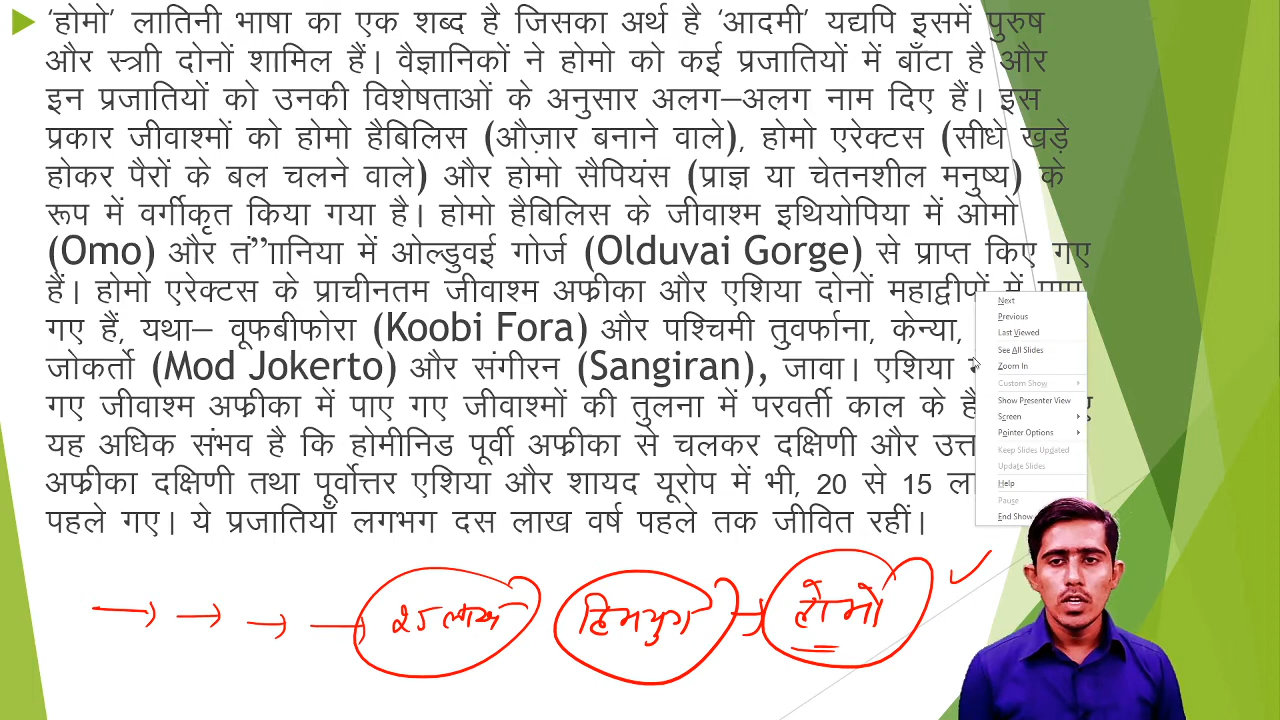 ‘होमो’ लातिनी भाषा का एक शब्द है जिसका अर्थ है ‘आदमी’ यद्यपि इसमें पुरुष
और स्त्राी दोनों शामिल हैं। वैज्ञानिकों ने होमो को कई प्रजातियों में बाँटा है और
इन प्रजातियों को उनकी विशेषताओं के अनुसार अलग–अलग नाम दिए हैं। इस
प्रकार जीवाश्मों को होमो हैबिलिस (औज़ार बनाने वाले), होमो एरेक्टस (सीधे खड़े
होकर पैरों के बल चलने वाले) और होमो सैपियंस (प्राज्ञ या चेतनशील मनुष्य) के
रूप में वर्गीकृत किया गया है। होमो हैबिलिस के जीवाश्म इथियोपिया में ओमो
(Omo) और तं”ाानिया में ओल्डुवई गोर्ज (Olduvai Gorge) से प्राप्त किए गए
हैं। होमो एरेक्टस के प्राचीनतम जीवाश्म अफ्रीका और एशिया दोनों महाद्वीपों में पाए
गए हैं, यथा– वूफबीफोरा (Koobi Fora) और पश्चिमी तुवर्फाना, केन्या,
जोकर्तो (Mod Jokerto) और संगीरन (Sangiran), जावा। एशिया
गए जीवाश्म अफ्रीका में पाए गए जीवाश्मों की तुलना में परवर्ती काल के
यह अधिक संभव है कि होमीनिड पूर्वी अफ्रीका से चलकर दक्षिणी और
अफ्रीका दक्षिणी तथा पूर्वोत्तर एशिया और शायद यूरोप में भी, 20 से 15
पहले गए। ये प्रजातियाँ लगभग दस लाख वर्ष पहले तक जीवित रहीं।
Next
Previous
Last Viewed
See All Slides
Zoom In
Custom Show
Show Presenter View
Screen
Pointer Options
Keep Slides Updated
Update Slides
Help
Pause
End Show
२५ लाख हिमयुग होमो